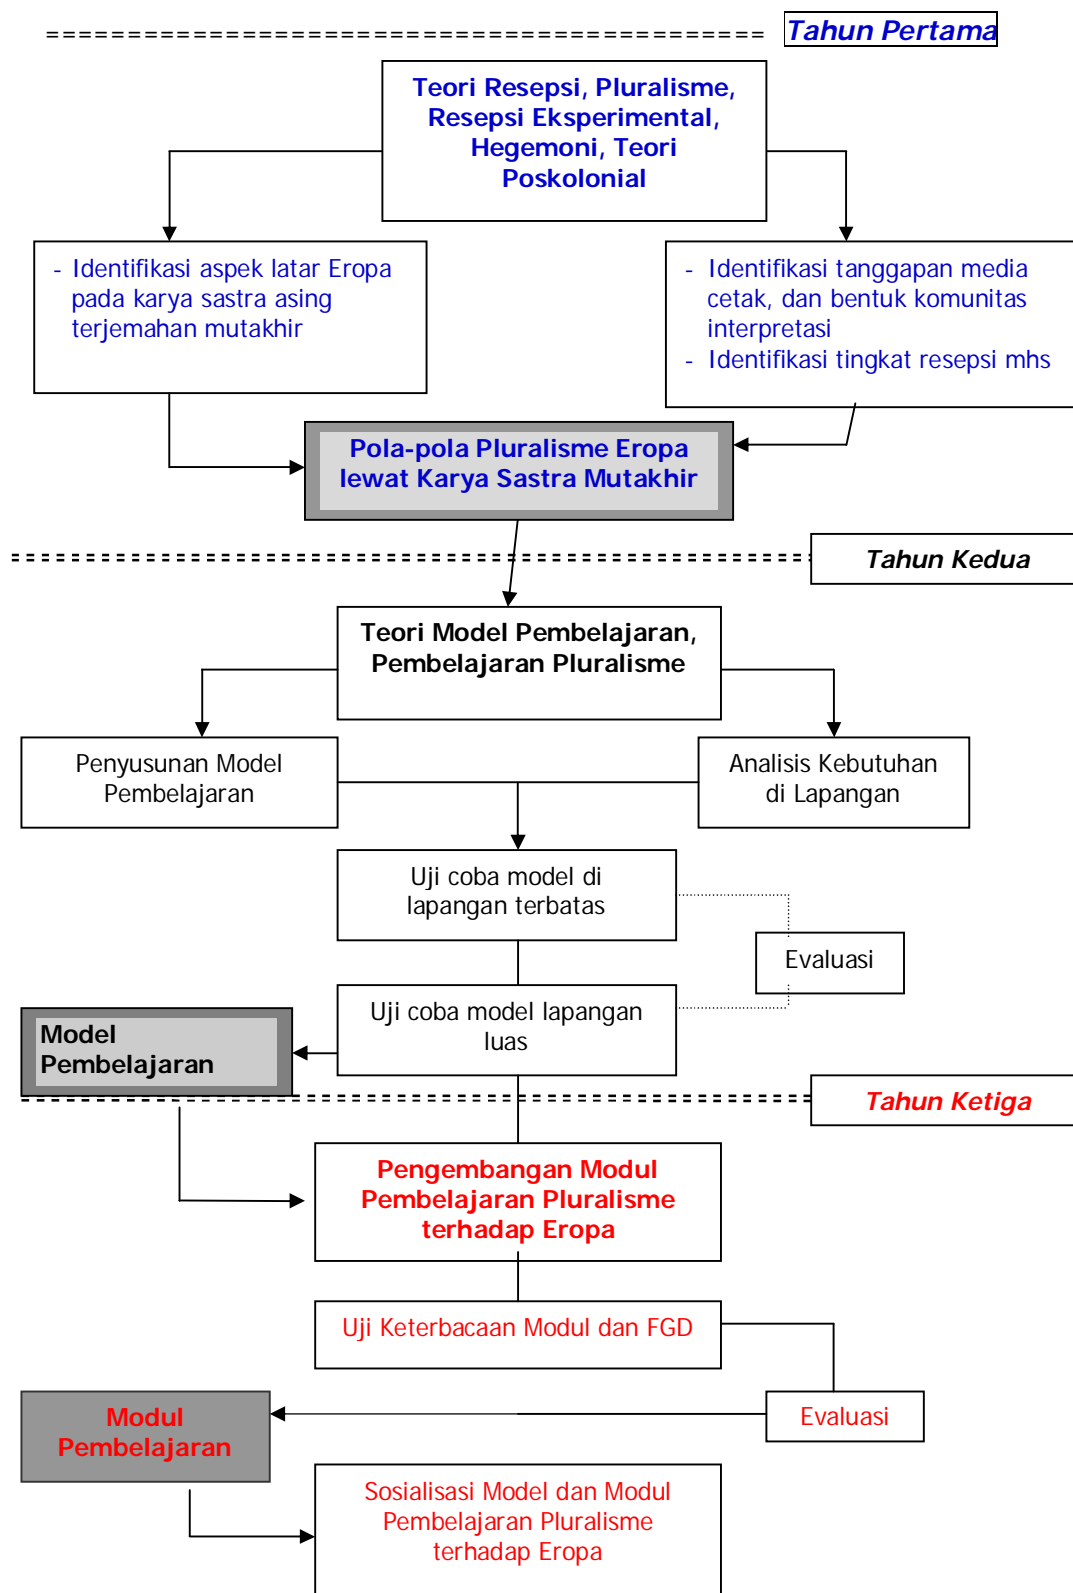 Tahun Pertama
Teori Resepsi, Pluralisme,
Resepsi Eksperimental,
Hegemoni, Teori
Poskolonial
- Identifikasi aspek latar Eropa
pada karya sastra asing
terjemahan mutakhir
- Identifikasi tanggapan media
cetak, dan bentuk komunitas
interpretasi
- Identifikasi tingkat resepsi mhs
Pola-pola Pluralisme Eropa
lewat Karya Sastra Mutakhir
Tahun Kedua
Teori Model Pembelajaran,
Pembelajaran Pluralisme
Penyusunan Model
Pembelajaran
Analisis Kebutuhan
di Lapangan
Uji coba model di
lapangan terbatas
Evaluasi
Uji coba model lapangan
luas
Model
Pembelajaran
Tahun Ketiga
Pengembangan Modul
Pembelajaran Pluralisme
terhadap Eropa
Uji Keterbacaan Modul dan FGD
Modul
Pembelajaran
Evaluasi
Sosialisasi Model dan Modul
Pembelajaran Pluralisme
terhadap Eropa